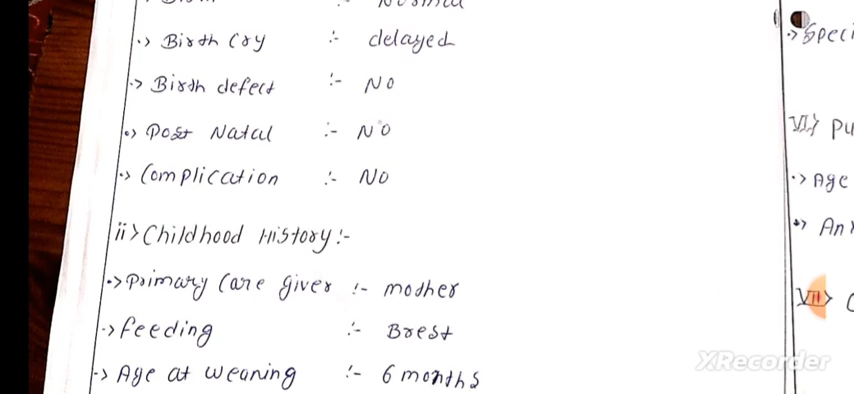 .> Birth Cry :- delayed
.> Birth defect :- NO
.> Post Natal :- NO
.> Complication :- NO
ii> Childhood History :-
.> Primary Care giver :- mother
.> feeding :- Brest
.> Age at weaning :- 6 months
.> Speci
VI> Pu
.> Age
.> An
VII>
XRecorder